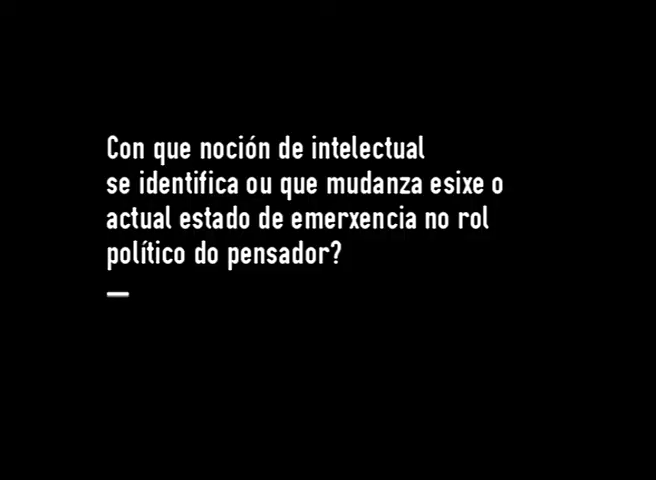 Con que noción de intelectual
se identifica ou que mudanza esixe o
actual estado de emerxencia no rol
político do pensador?